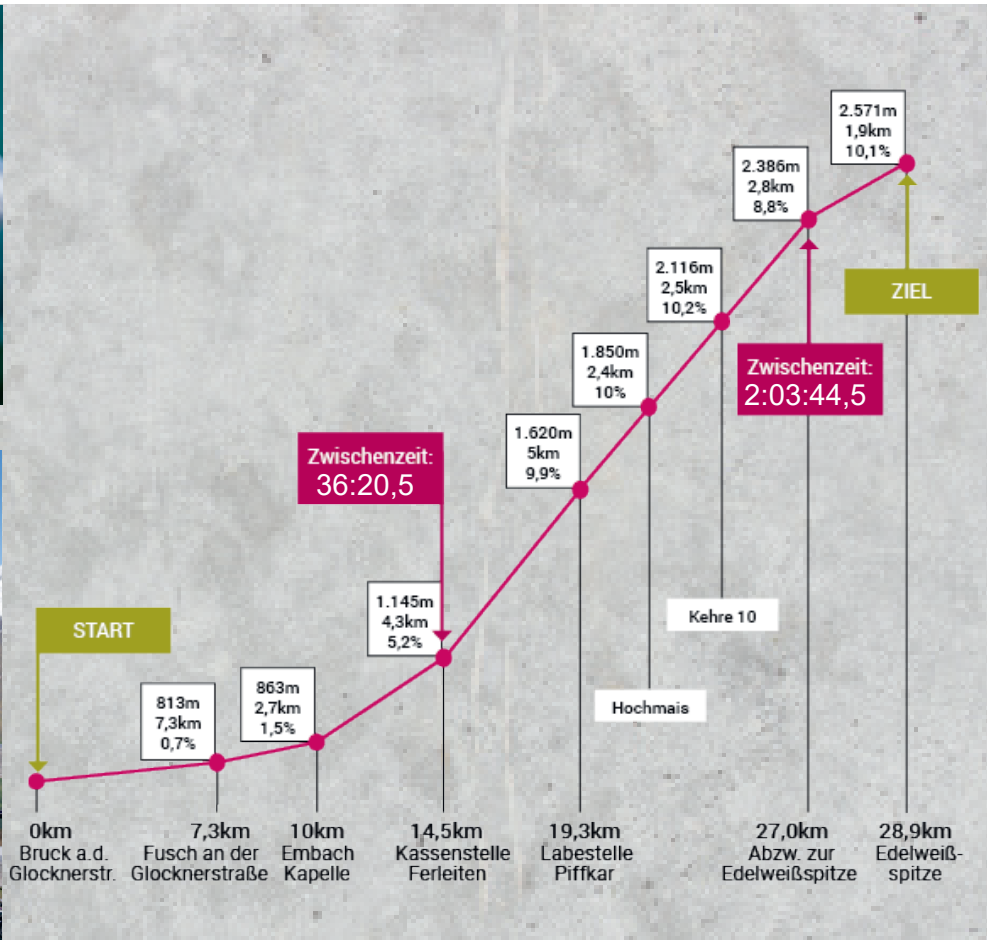 2.571m
1,9km
10,1%
2.386m
2,8km
8,8%
2.116m
2,5km
10,2%
ZIEL
1.850m
2,4km
10%
Zwischenzeit:
2:03:44,5
1.620m
5km
9,9%
Zwischenzeit:
36:20,5
1.145m
4,3km
5,2%
START
Kehre 10
863m
2,7km
1,5%
813m
7,3km
0,7%
Hochmais
0km
Bruck a.d.
Glocknerstr.
7,3km
Fusch an der
Glocknerstraße
10km
Embach
Kapelle
14,5km
Kassenstelle
Ferleiten
19,3km
Labestelle
Piffkar
27,0km
Abzw. zur
Edelweißspitze
28,9km
Edelweiß-
spitze